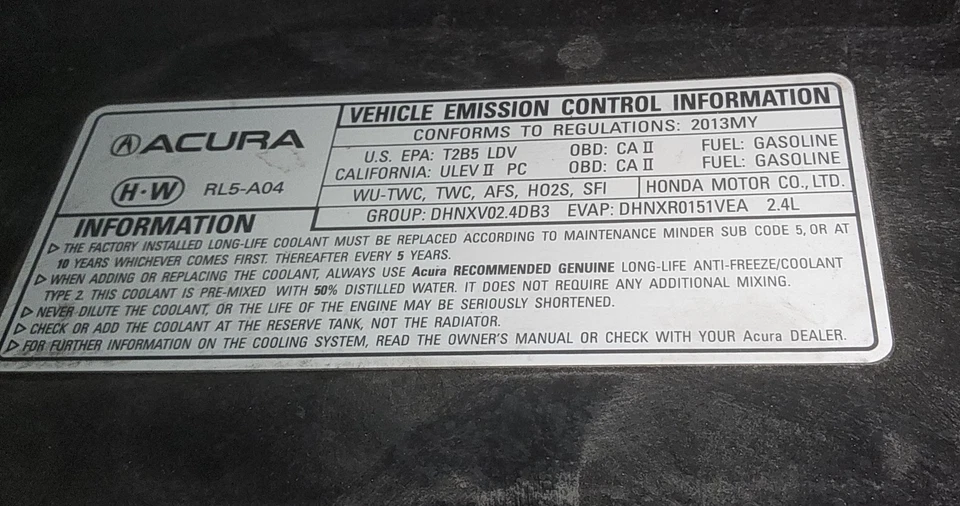 ACURA
H·W RL5-A04
VEHICLE EMISSION CONTROL INFORMATION
CONFORMS TO REGULATIONS: 2013MY
U.S. EPA: T2B5 LDV OBD: CA II FUEL: GASOLINE
CALIFORNIA: ULEV II PC OBD: CA II FUEL: GASOLINE
WU-TWC, TWC, AFS, HO2S, SFI HONDA MOTOR CO., LTD.
GROUP: DHNXV02.4DB3 EVAP: DHNXR0151VEA 2.4L
INFORMATION
▷ THE FACTORY INSTALLED LONG-LIFE COOLANT MUST BE REPLACED ACCORDING TO MAINTENANCE MINDER SUB CODE 5, OR AT
10 YEARS WHICHEVER COMES FIRST. THEREAFTER EVERY 5 YEARS.
▷ WHEN ADDING OR REPLACING THE COOLANT, ALWAYS USE Acura RECOMMENDED GENUINE LONG-LIFE ANTI-FREEZE/COOLANT
TYPE 2. THIS COOLANT IS PRE-MIXED WITH 50% DISTILLED WATER. IT DOES NOT REQUIRE ANY ADDITIONAL MIXING.
▷ NEVER DILUTE THE COOLANT, OR THE LIFE OF THE ENGINE MAY BE SERIOUSLY SHORTENED.
▷ CHECK OR ADD THE COOLANT AT THE RESERVE TANK, NOT THE RADIATOR.
▷ FOR FURTHER INFORMATION ON THE COOLING SYSTEM, READ THE OWNER'S MANUAL OR CHECK WITH YOUR Acura DEALER.